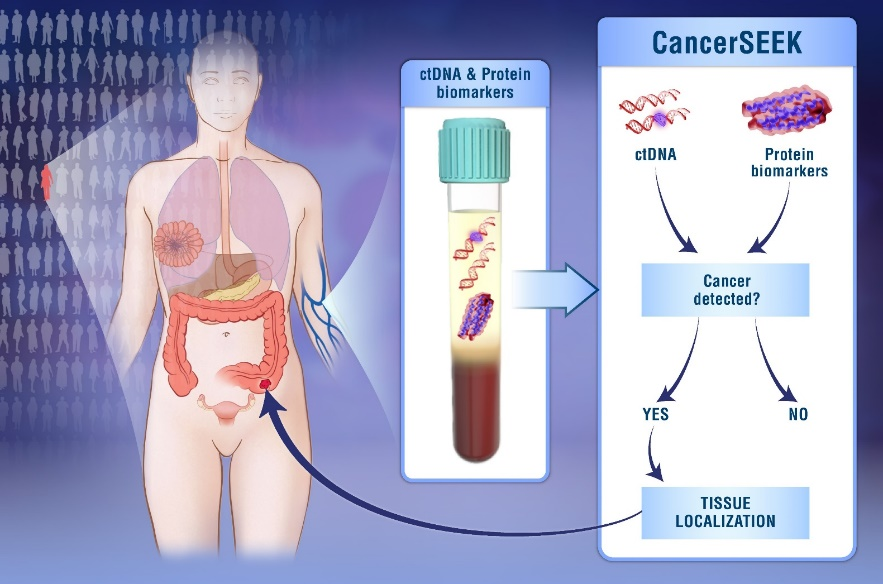 ctDNA & Protein
biomarkers
CancerSEEK
ctDNA
Protein
biomarkers
Cancer
detected?
YES
NO
TISSUE
LOCALIZATION